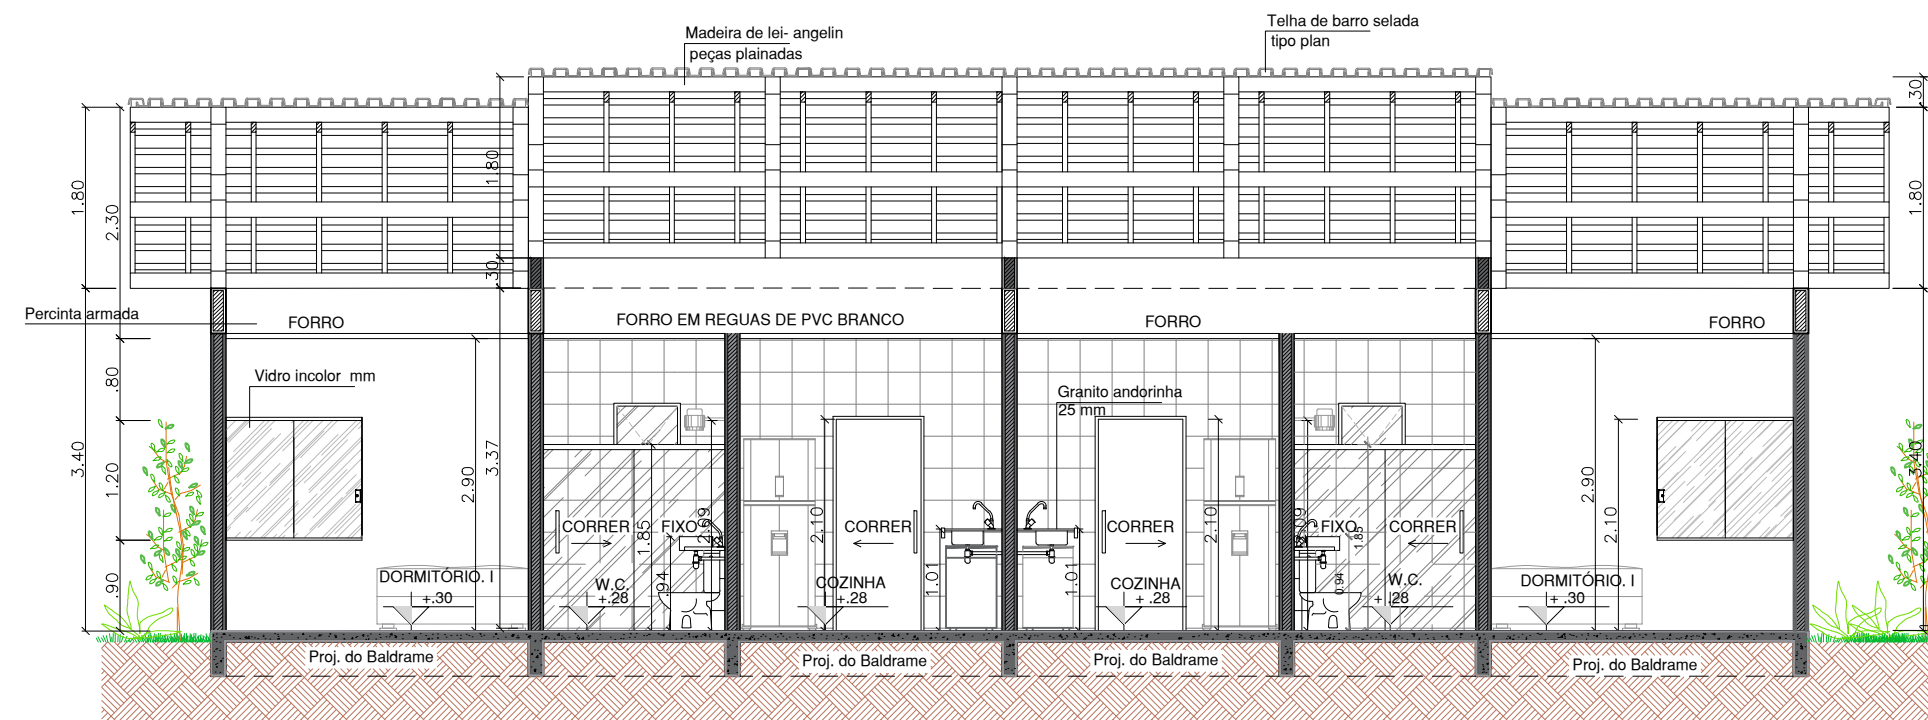 Telha de barro selada
tipo plan
Madeira de lei- angelin
peças plainadas
.30
1.80
2.30
1.80
1.80
.30
Percinta armada
FORRO
FORRO EM REGUAS DE PVC BRANCO
FORRO
FORRO
Vidro incolor mm
.80
Granito andorinha
25 mm
3.40
1.20
2.90
3.37
2.90
2.10
3.40
CORRER
1.85
FIXO
2.10
CORRER
CORRER
2.10
FIXO
1.85
CORRER
.90
DORMITÓRIO. I
+.30
W.C.
+.28
.94
COZINHA
+.28
1.01
1.01
COZINHA
+.28
0.94
W.C.
+.28
DORMITÓRIO. I
+.30
Proj. do Baldrame
Proj. do Baldrame
Proj. do Baldrame
Proj. do Baldrame